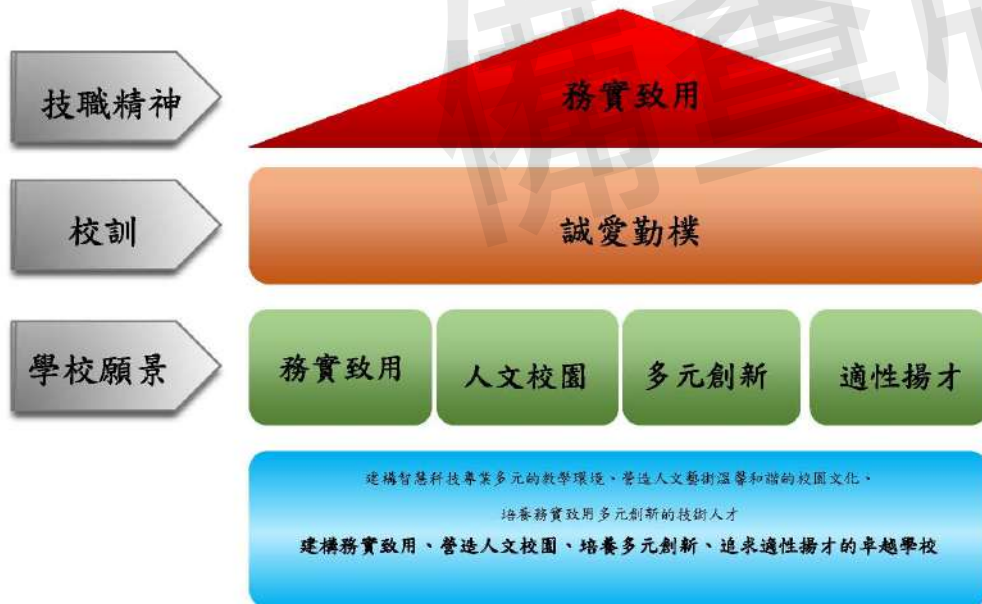 技職精神
務實致用
校訓
誠愛勤樸
學校願景
務實致用
人文校園
多元創新
適性揚才
建構智慧科技專業多元的教學環境、營造人文藝術溫馨和諧的校園文化、
培養務實致用多元創新的技術人才
建構務實致用、營造人文校園、培養多元創新、追求適性揚才的卓越學校
備查版